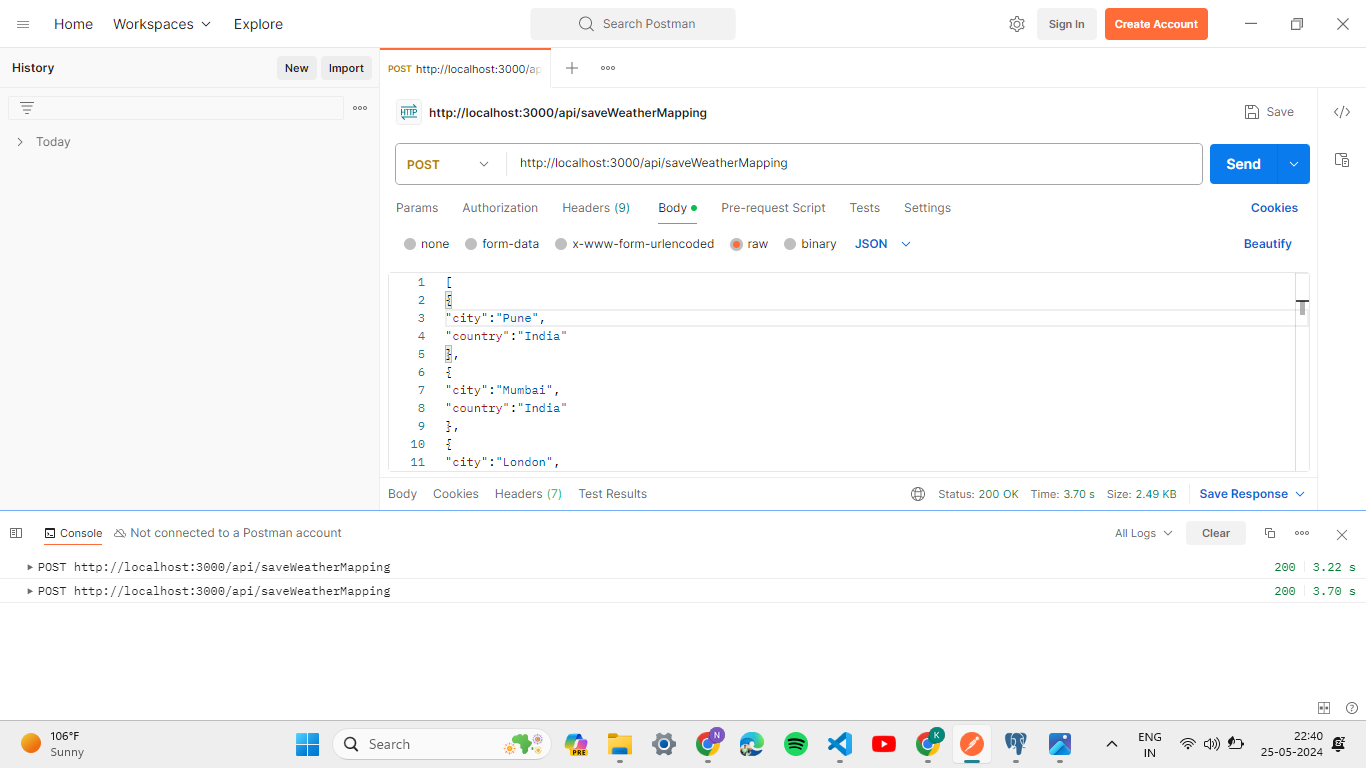 Home Workspaces Explore Search Postman Sign In Create Account
History New Import
POST http://localhost:3000/ap
HTTP http://localhost:3000/api/saveWeatherMapping Save
Today
POST http://localhost:3000/api/saveWeatherMapping Send
Params Authorization Headers (9) Body Pre-request Script Tests Settings Cookies
none form-data x-www-form-urlencoded raw binary JSON Beautify
1 [
2 {
3 "city":"Pune",
4 "country":"India"
5 },
6 {
7 "city":"Mumbai",
8 "country":"India"
9 },
10 {
11 "city":"London",
Body Cookies Headers (7) Test Results Status: 200 OK Time: 3.70 s Size: 2.49 KB Save Response
Console Not connected to a Postman account All Logs Clear
POST http://localhost:3000/api/saveWeatherMapping 200 3.22 s
POST http://localhost:3000/api/saveWeatherMapping 200 3.70 s
106°F
Sunny
Search
PRE
N
K
ENG
IN
22:40
25-05-2024